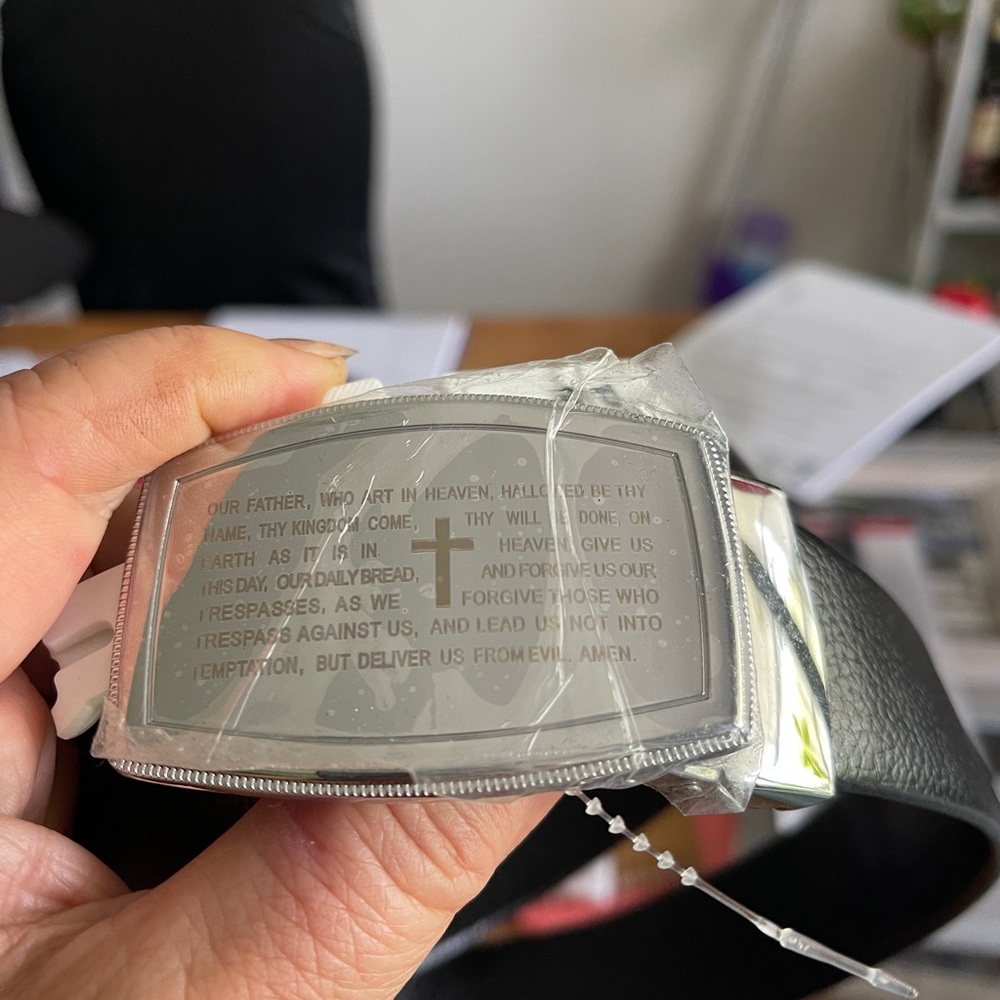 OUR FATHER, WHO ART IN HEAVEN, HALLOWED BE THY
NAME, THY KINGDOM COME, THY WILL BE DONE, ON
EARTH AS IT IS IN HEAVEN, GIVE US
THIS DAY, OUR DAILY BREAD, AND FORGIVE US OUR
TRESPASSES, AS WE FORGIVE THOSE WHO
TRESPASS AGAINST US, AND LEAD US NOT INTO
TEMPTATION, BUT DELIVER US FROM EVIL. AMEN.